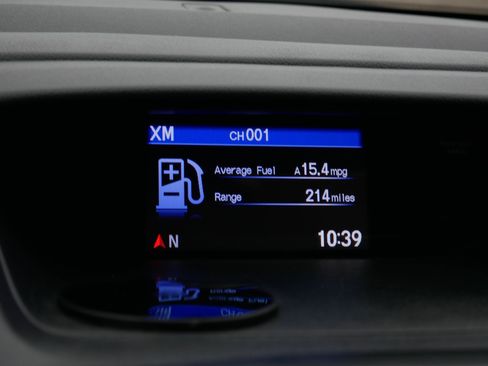 XM CH001
Average Fuel A15.4mpg
Range 214miles
N 10:39